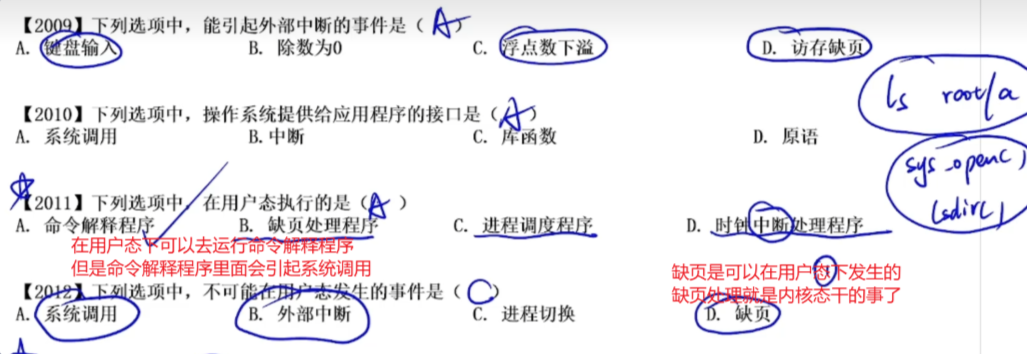 【2009】下列选项中，能引起外部中断的事件是（ A ）
A. 键盘输入 B. 除数为0 C. 浮点数下溢 D. 访存缺页
ls root/a
【2010】下列选项中，操作系统提供给应用程序的接口是（ A ）
A. 系统调用 B.中断 C. 库函数 D. 原语
sys_open()
【2011】下列选项中，在用户态执行的是（ A ）
A. 命令解释程序 B. 缺页处理程序 C. 进程调度程序 D. 时钟中断处理程序
在用户态下可以去运行命令解释程序
但是命令解释程序里面会引起系统调用
缺页是可以在用户态下发生的
缺页处理就是内核态干的事了
【2012】下列选项中，不可能在用户态发生的事件是（ C ）
A. 系统调用 B. 外部中断 C. 进程切换 D. 缺页